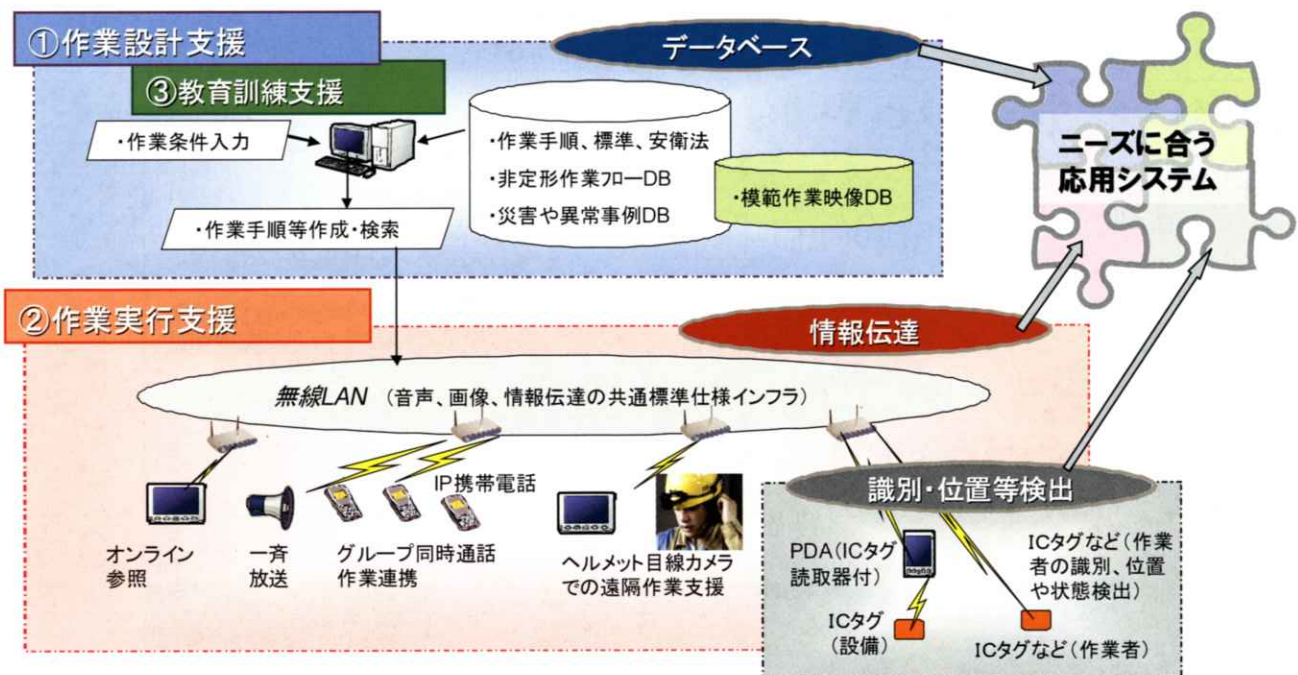 ①作業設計支援
データベース
③教育訓練支援
・作業条件入力
・作業手順、標準、安衛法
・非定形作業フローDB
・災害や異常事例DB
・模範作業映像DB
・作業手順等作成・検索
ニーズに合う
応用システム
②作業実行支援
情報伝達
無線LAN (音声、画像、情報伝達の共通標準仕様インフラ)
IP携帯電話
オンライン
参照
一斉
放送
グループ同時通話
作業連携
ヘルメット目線カメラ
での遠隔作業支援
識別・位置等検出
PDA(ICタグ
読取器付)
ICタグ
(設備)
ICタグなど(作業
者の識別、位置
や状態検出)
ICタグなど(作業者)